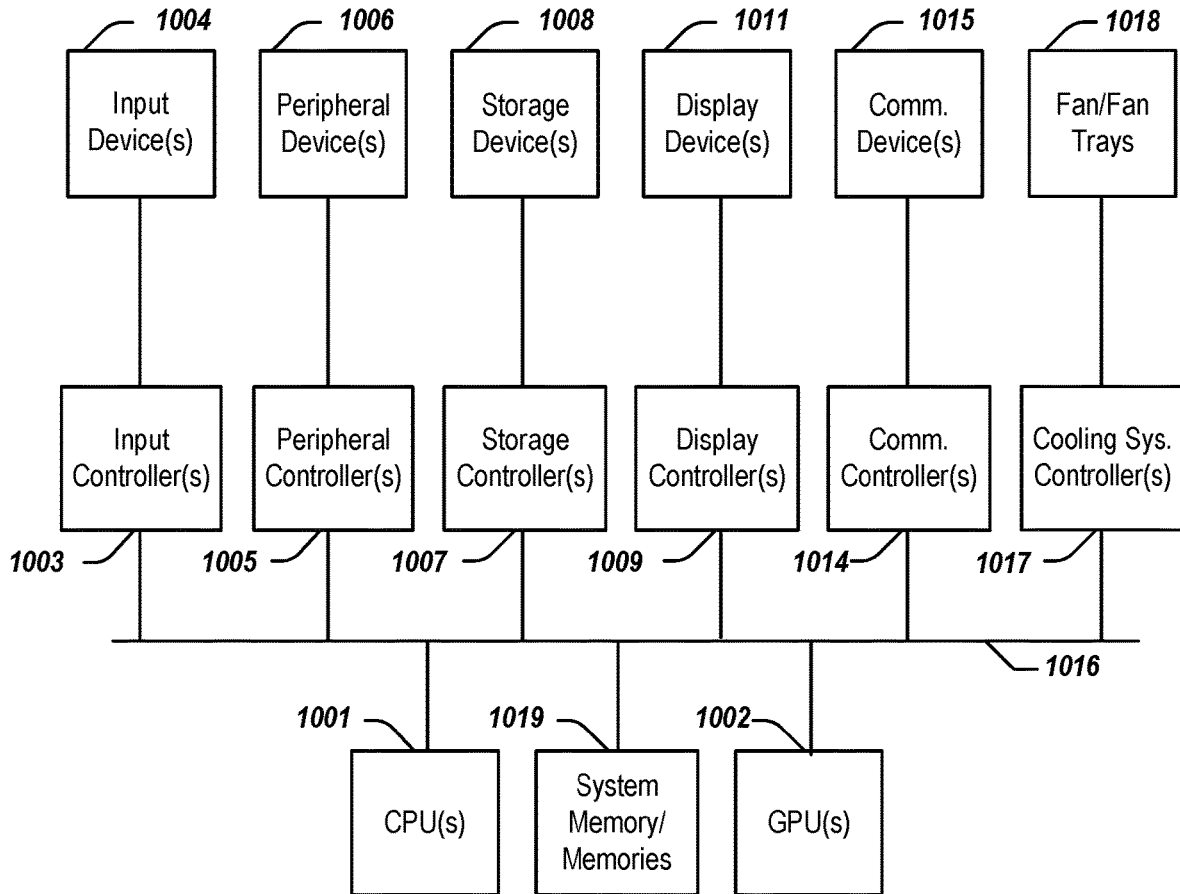 1004
1006
1008
1011
1015
1018
Input
Device(s)
Peripheral
Device(s)
Storage
Device(s)
Display
Device(s)
Comm.
Device(s)
Fan/Fan
Trays
Input
Controller(s)
Peripheral
Controller(s)
Storage
Controller(s)
Display
Controller(s)
Comm.
Controller(s)
Cooling Sys.
Controller(s)
1003
1005
1007
1009
1014
1017
1016
1001
1019
1002
CPU(s)
System
Memory/
Memories
GPU(s)